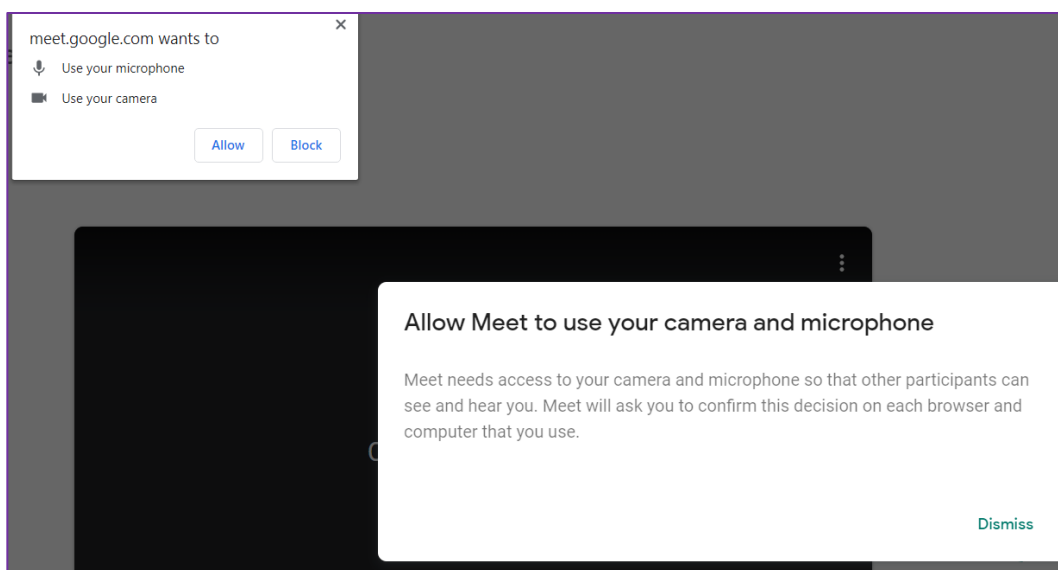 meet.google.com wants to
Use your microphone
Use your camera
Allow Block
Allow Meet to use your camera and microphone
Meet needs access to your camera and microphone so that other participants can
see and hear you. Meet will ask you to confirm this decision on each browser and
computer that you use.
Dismiss